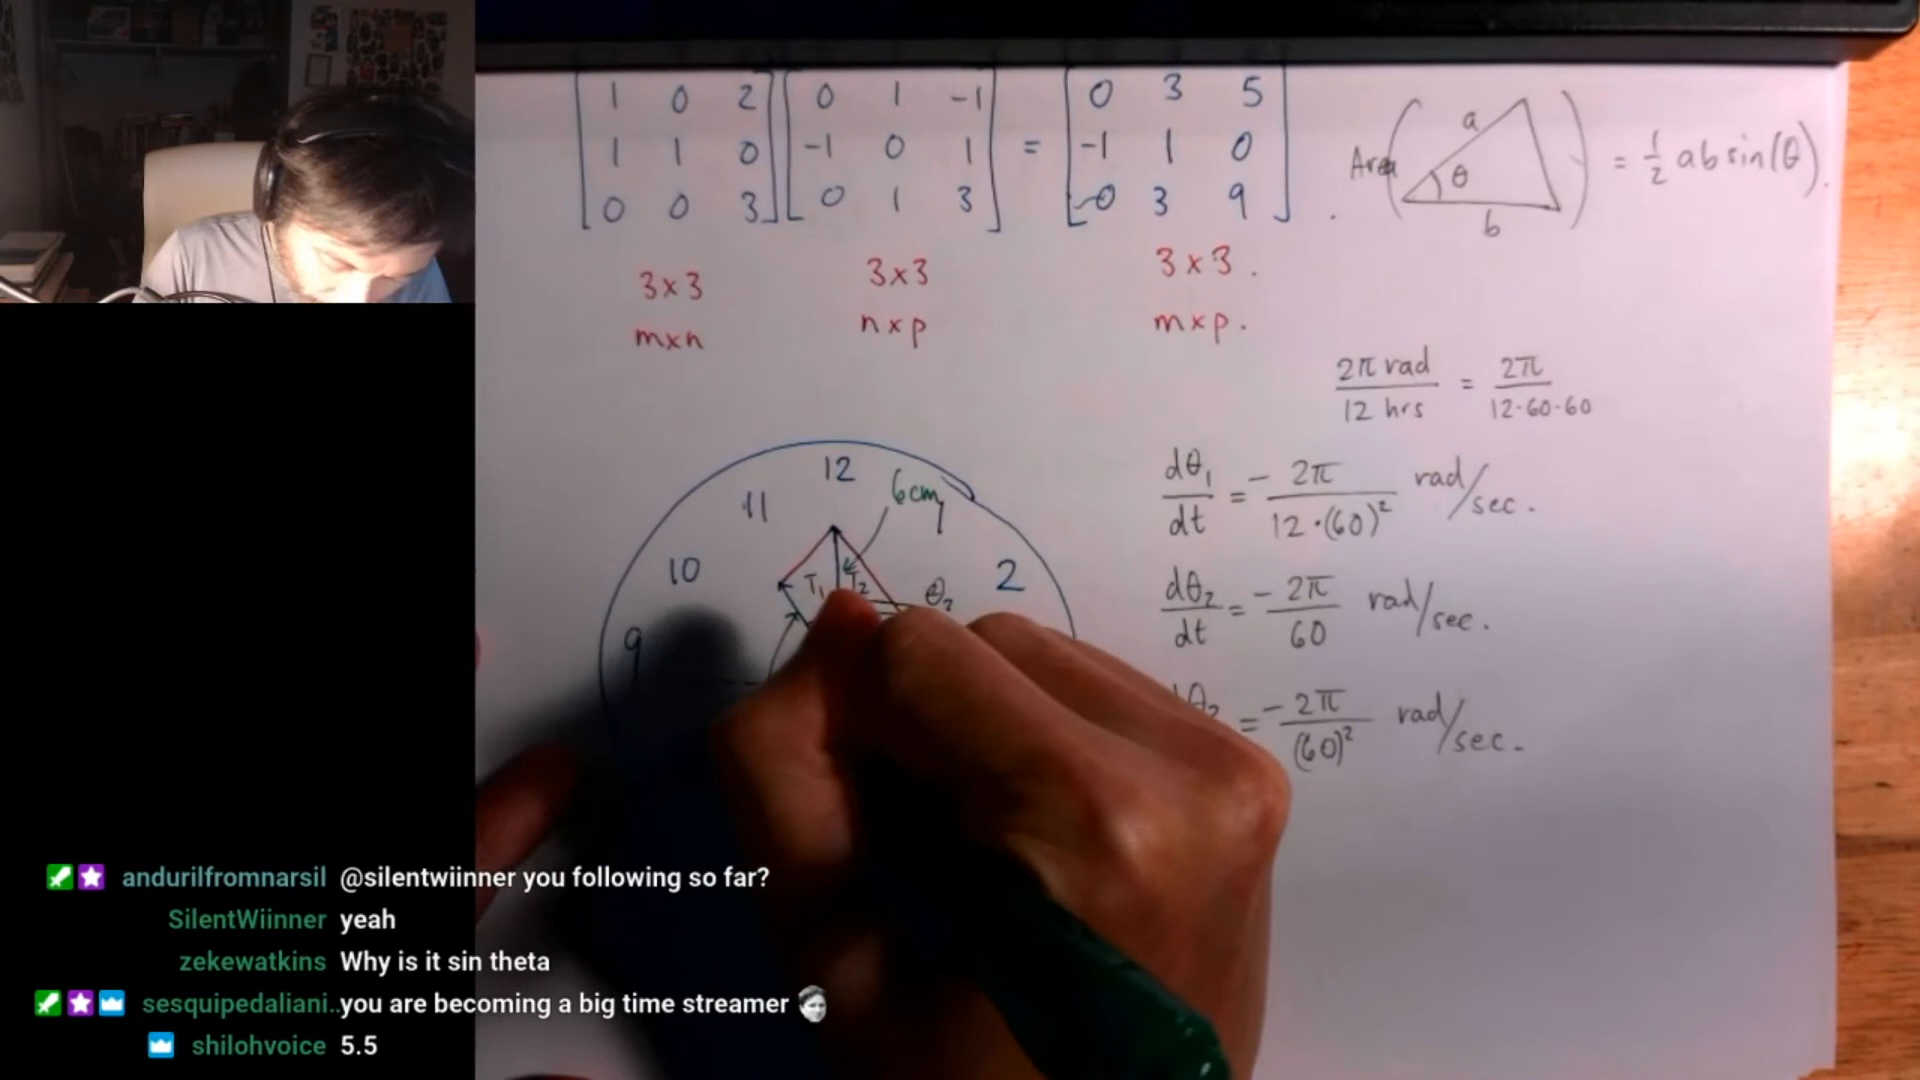 [1 0 2] [0 1 -1] = [0 3 5]
[1 1 0] [-1 0 1] [-1 1 0]
[0 0 3] [0 1 3] [-0 3 9].
3x3 3x3 3x3.
mxn nxp mxp.
Area( a θ b ) = 1/2 ab sin(θ).
2π rad / 12 hrs = 2π / 12·60·60
dθ₁/dt = - 2π / 12·(60)² rad/sec.
dθ₂/dt = - 2π / 60 rad/sec.
= - 2π / (60)² rad/sec.
12
11
6cm
10
2
T₁ T₂ θ₂
9
andurilfromnarsil @silentwiinner you following so far?
SilentWiinner yeah
zekewatkins Why is it sin theta
sesquipedaliani.. you are becoming a big time streamer
shilohvoice 5.5